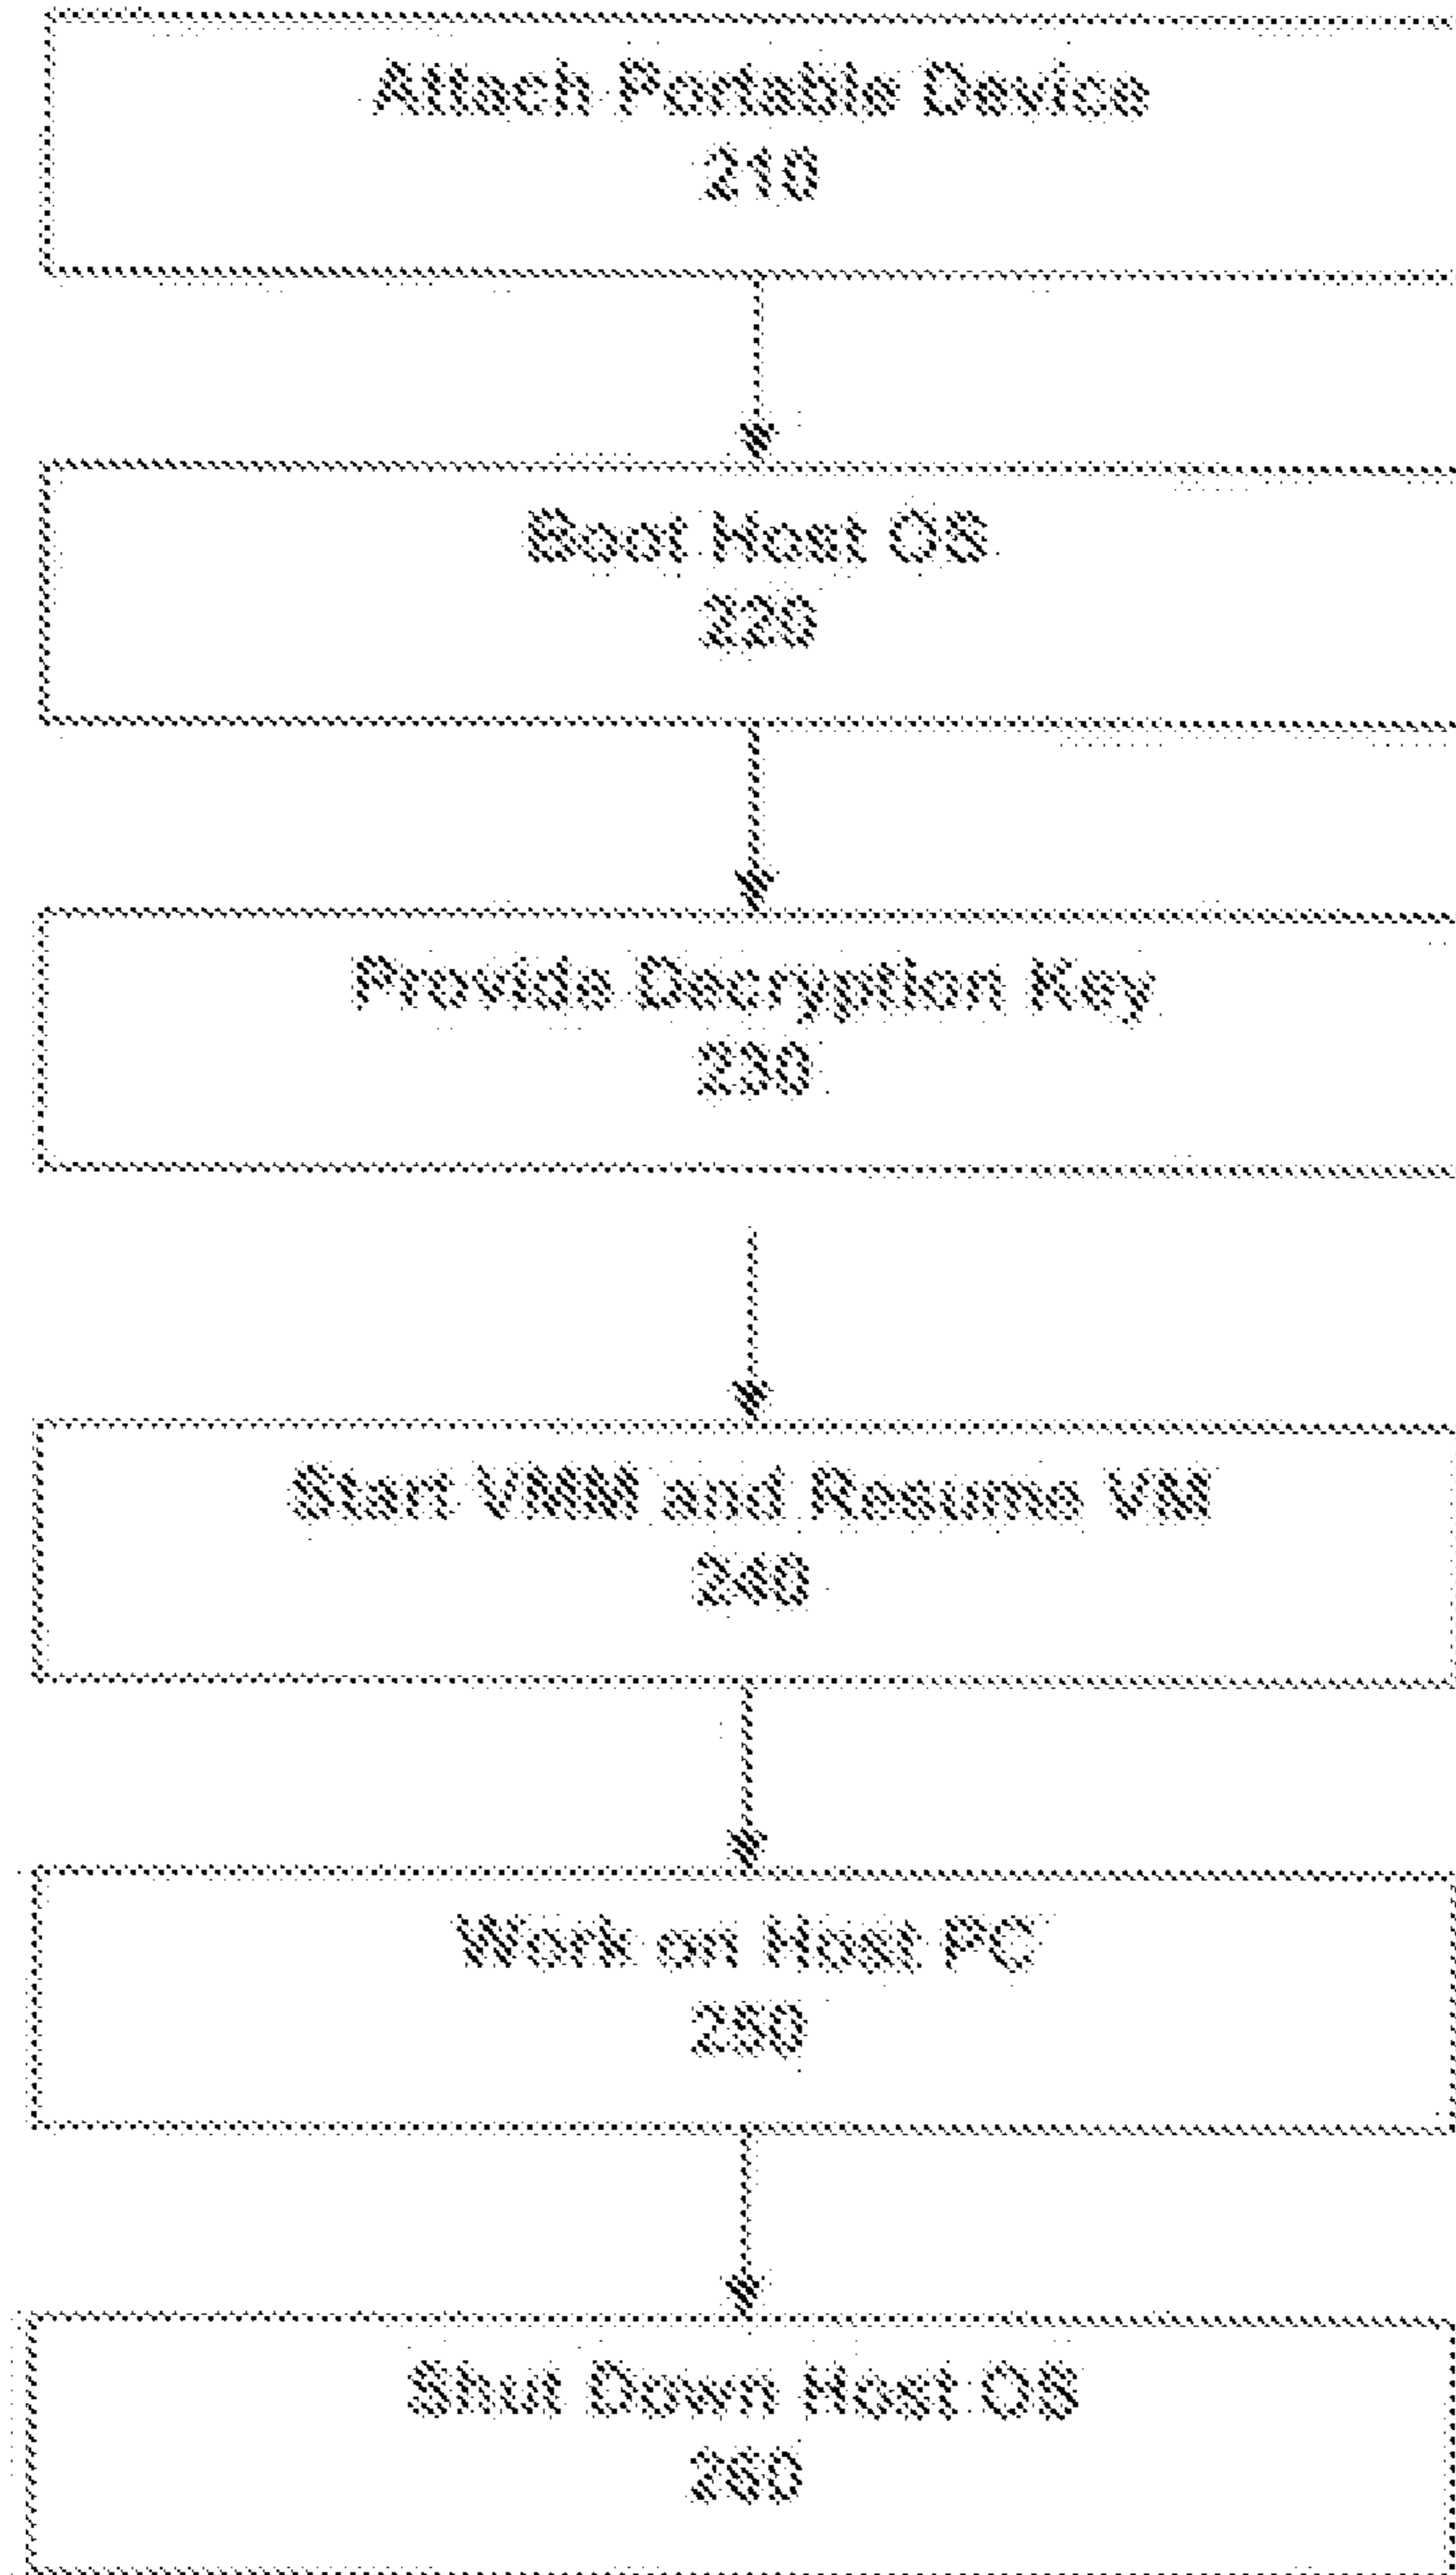 Attach Portable Device
210
Boot Host OS
220
Provide Decryption Key
230
Start VMM and Resume VM
240
Work on Host PC
250
Shut Down Host OS
260